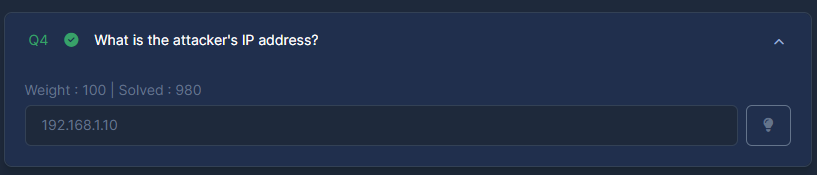 Q4 What is the attacker's IP address?
Weight : 100 | Solved : 980
192.168.1.10